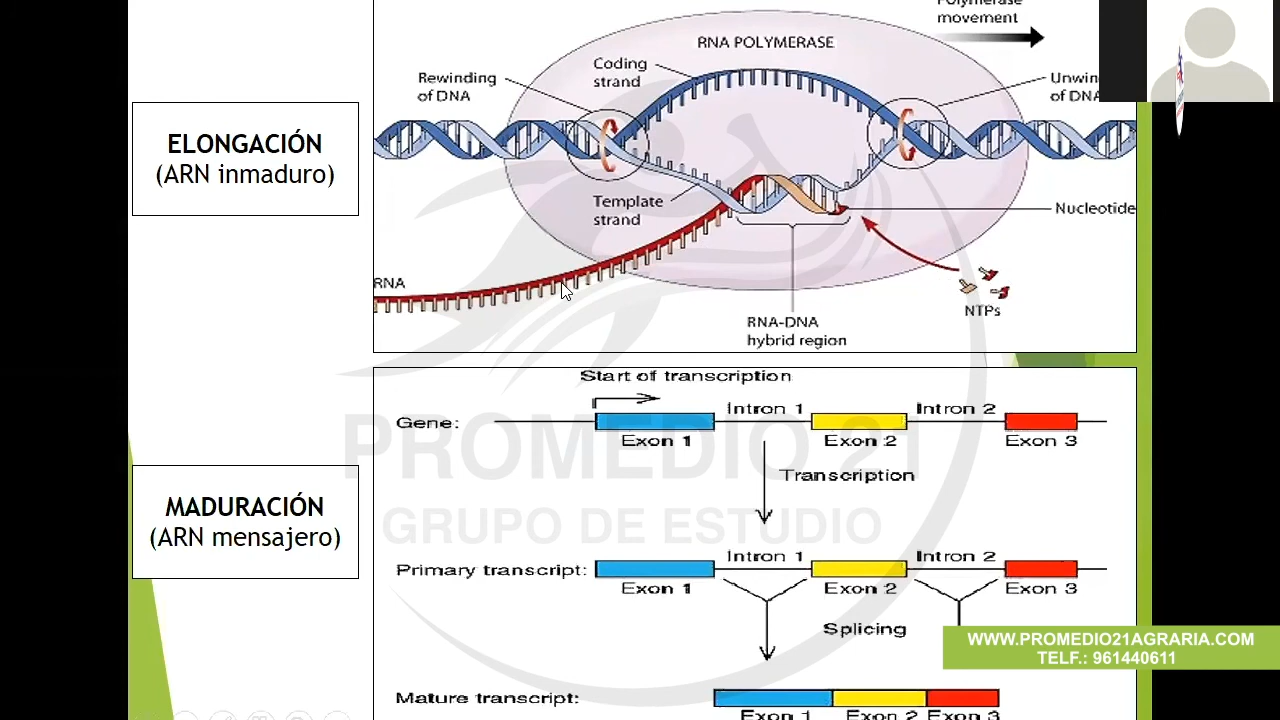 Polymerase
movement
RNA POLYMERASE
Coding
strand
Rewinding
of DNA
Unwin
of DNA
ELONGACIÓN
(ARN inmaduro)
Template
strand
Nucleotide
RNA
NTPs
RNA-DNA
hybrid region
Start of transcription
Gene:
Intron 1
Intron 2
Exon 1
Exon 2
Exon 3
PROMEDIO 21
GRUPO DE ESTUDIO
Transcription
MADURACIÓN
(ARN mensajero)
Primary transcript:
Intron 1
Intron 2
Exon 1
Exon 2
Exon 3
Splicing
WWW.PROMEDIO21AGRARIA.COM
TELF.: 961440611
Mature transcript:
Exon 1
Exon 2
Exon 3